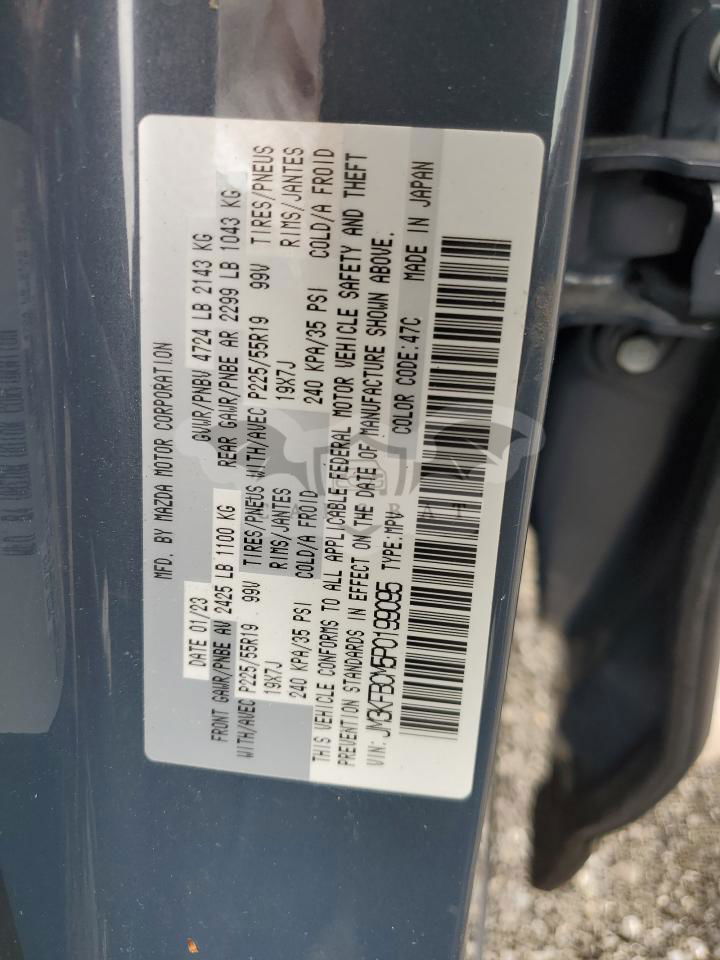 MFD. BY MAZDA MOTOR CORPORATION
DATE 01/23 GVWR/PNBV 4724 LB 2143 KG
FRONT GAWR/PNBE AV 2425 LB 1100 KG REAR GAWR/PNBE AR 2299 LB 1043 KG
WITH/AVEC P225/55R19 99V TIRES/PNEUS WITH/AVEC P225/55R19 99V TIRES/PNEUS
19X7J RIMS/JANTES 19X7J RIMS/JANTES
240 KPA/35 PSI COLD/A FROID 240 KPA/35 PSI COLD/A FROID
THIS VEHICLE CONFORMS TO ALL APPLICABLE FEDERAL MOTOR VEHICLE SAFETY AND THEFT
PREVENTION STANDARDS IN EFFECT ON THE DATE OF MANUFACTURE SHOWN ABOVE.
VIN: JM3KFBCM5P0199095 TYPE: MPV COLOR CODE: 47C MADE IN JAPAN